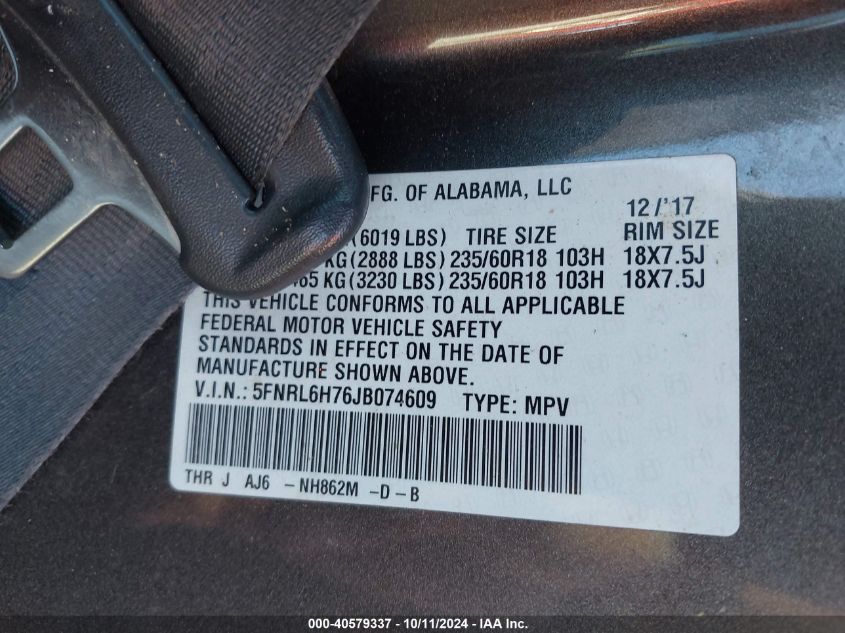 FG. OF ALABAMA, LLC
12/'17
(6019 LBS) TIRE SIZE RIM SIZE
KG(2888 LBS) 235/60R18 103H 18X7.5J
465 KG(3230 LBS) 235/60R18 103H 18X7.5J
THIS VEHICLE CONFORMS TO ALL APPLICABLE
FEDERAL MOTOR VEHICLE SAFETY
STANDARDS IN EFFECT ON THE DATE OF
MANUFACTURE SHOWN ABOVE.
V.I.N.: 5FNRL6H76JB074609 TYPE: MPV
THR J AJ6 -NH862M -D-B
000-40579337 - 10/11/2024 - IAA Inc.